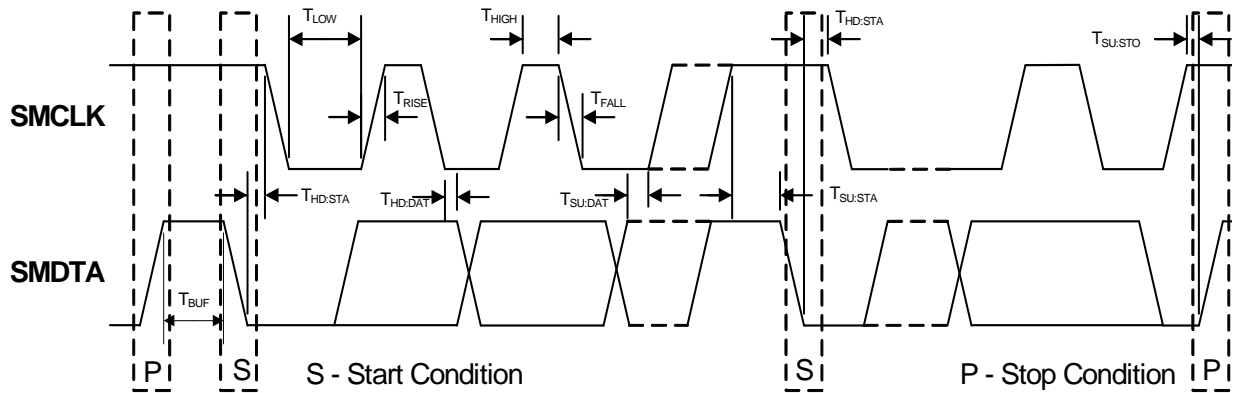 T_LOW T_HIGH T_HD:STA T_SU:STO
SMCLK T_RISE T_FALL
T_HD:STA T_HD:DAT T_SU:DAT T_SU:STA
SMDTA T_BUF
P S S - Start Condition S P - Stop Condition P